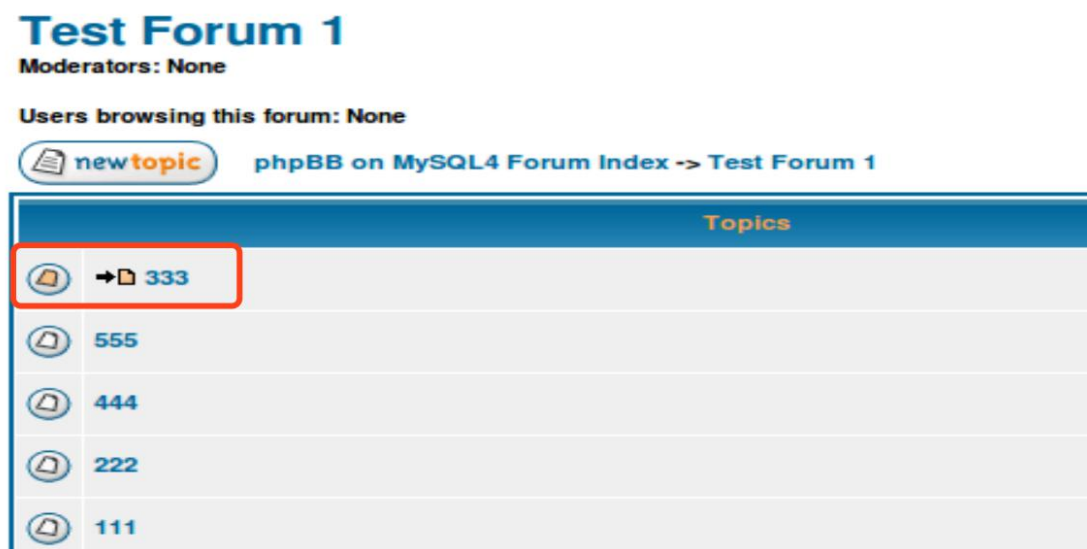 Test Forum 1
Moderators: None
Users browsing this forum: None
newtopic phpBB on MySQL4 Forum Index -> Test Forum 1
Topics
333
555
444
222
111